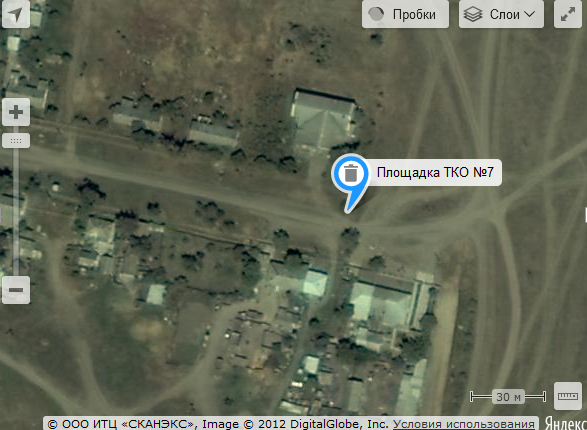 Пробки
Слои
Площадка ТКО №7
30 м
© ООО ИТЦ «СКАНЭКС», Image © 2012 DigitalGlobe, Inc. Условия использования
Яндекс